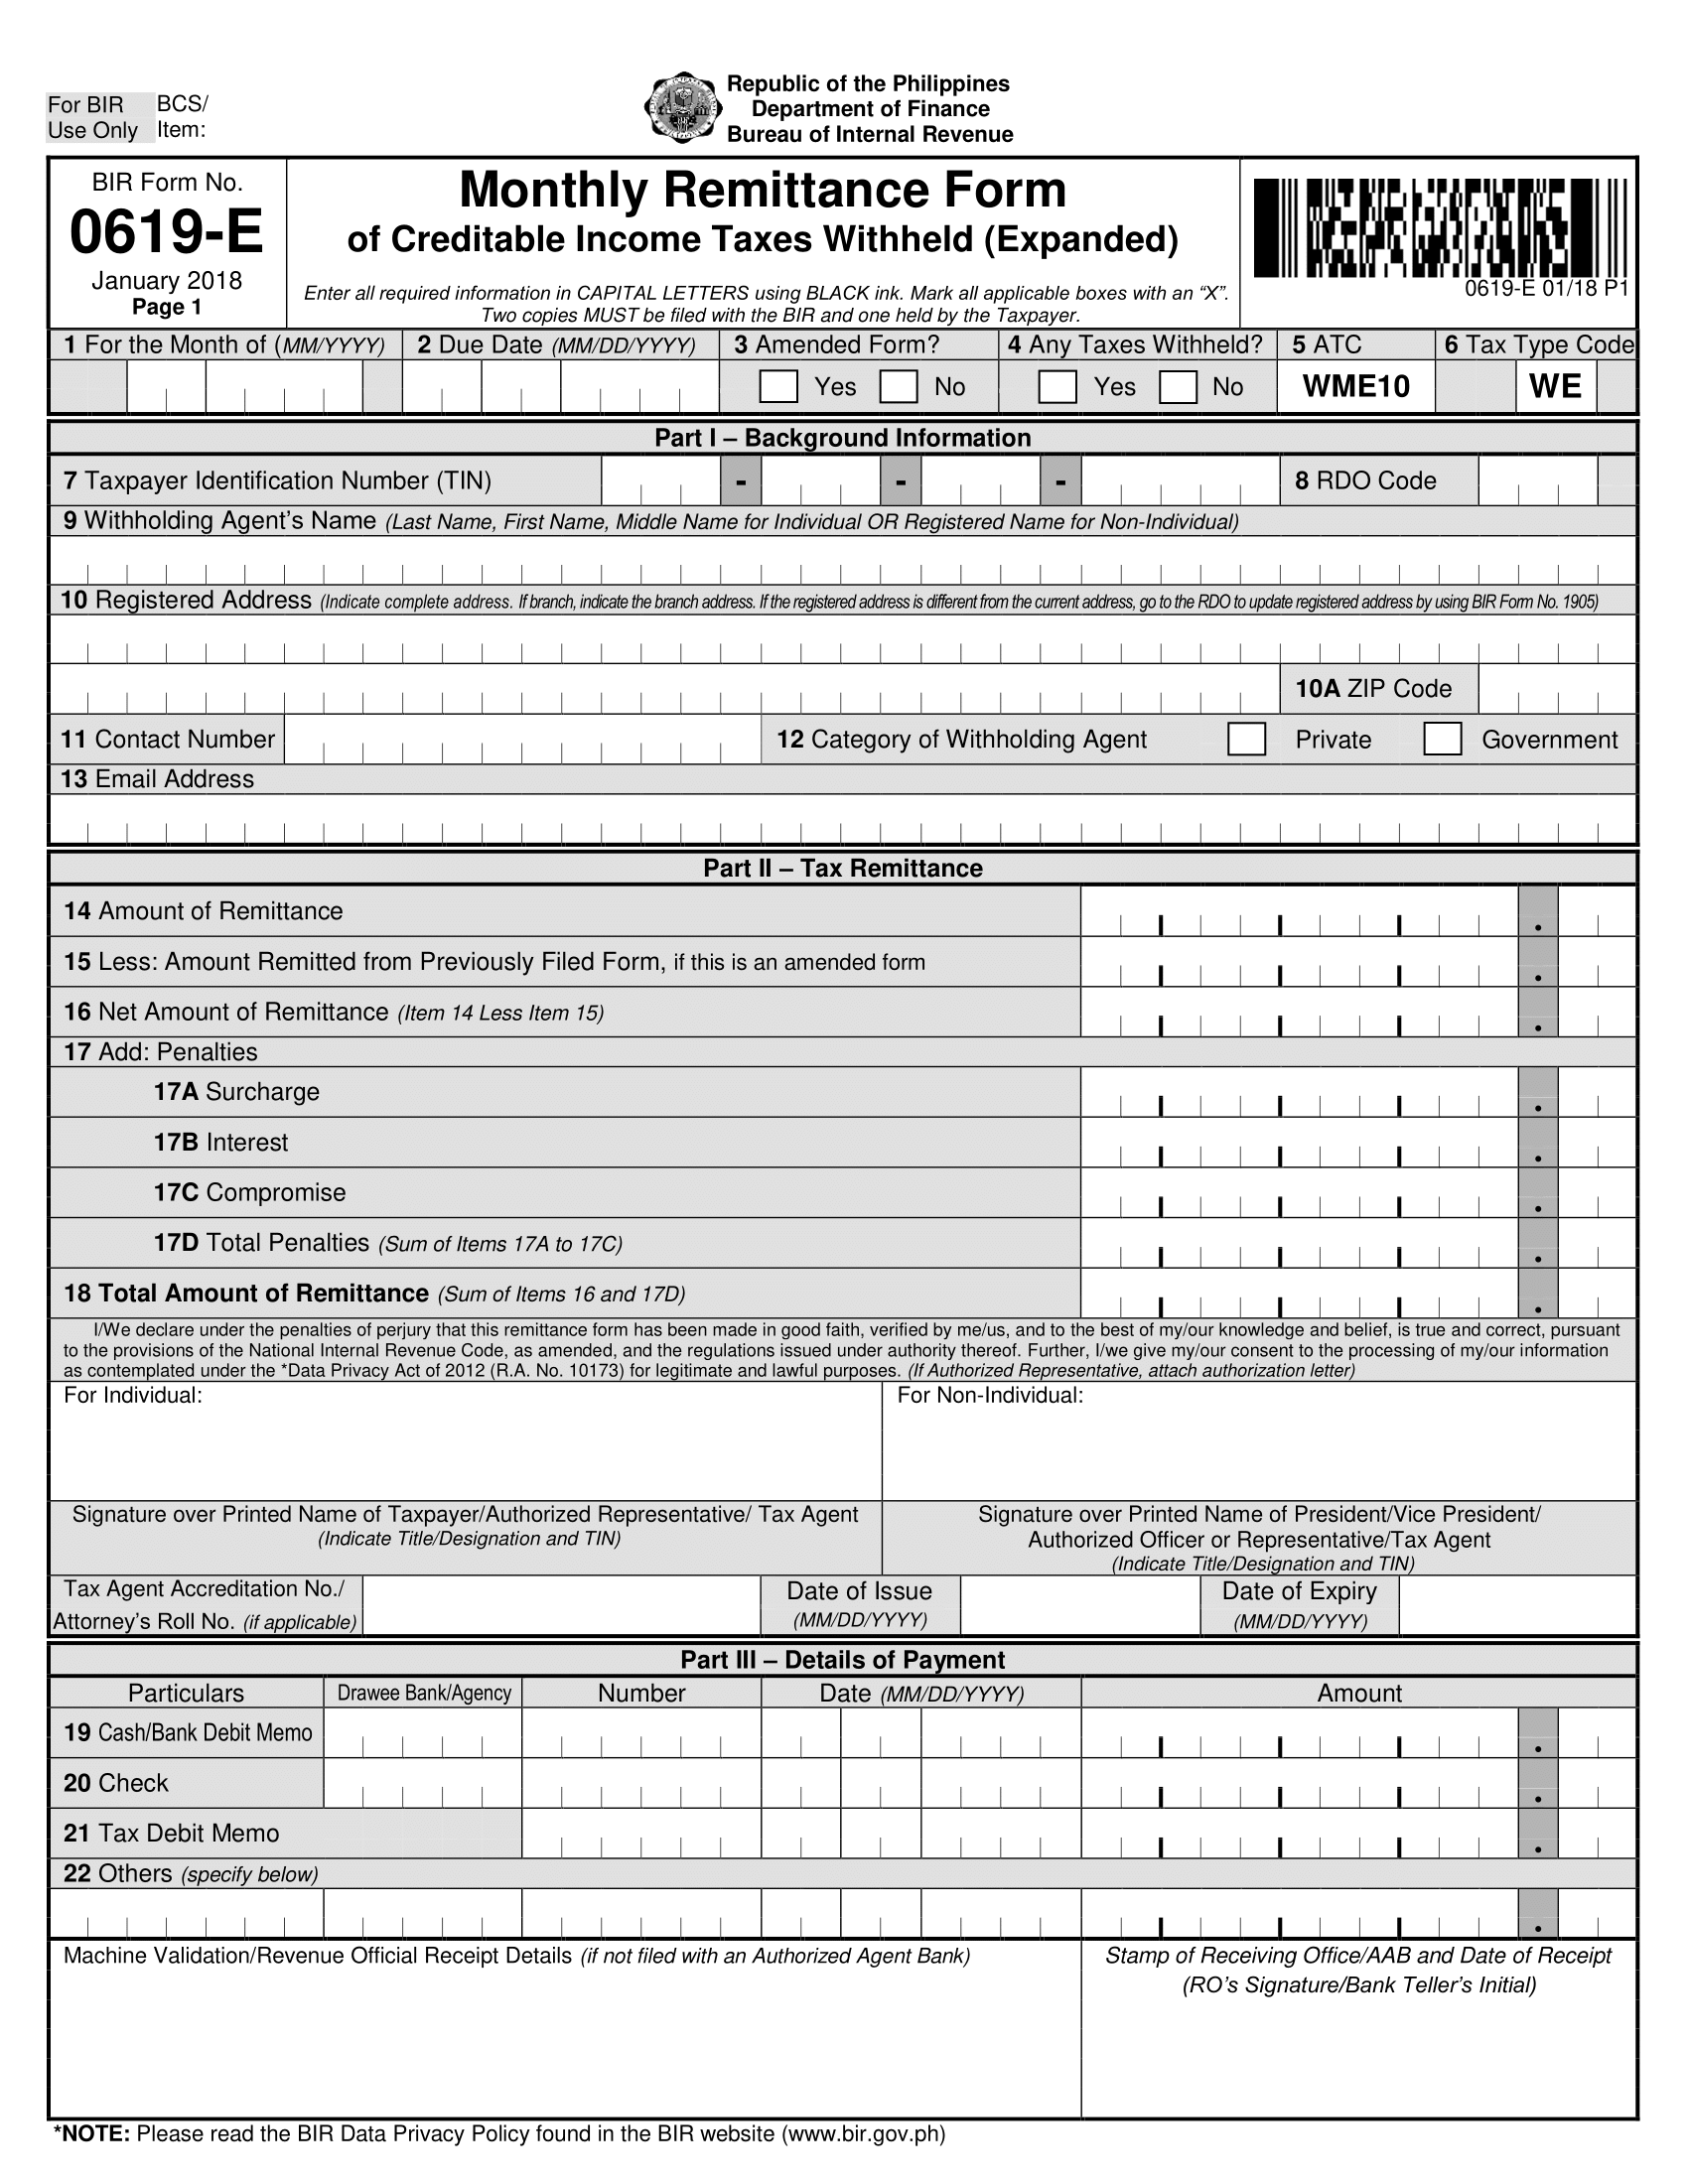 For BIR
Use Only
BCS/
Item:
Republic of the Philippines
Department of Finance
Bureau of Internal Revenue
BIR Form No.
0619-E
January 2018
Page 1
Monthly Remittance Form
of Creditable Income Taxes Withheld (Expanded)
Enter all required information in CAPITAL LETTERS using BLACK ink. Mark all applicable boxes with an “X”.
Two copies MUST be filed with the BIR and one held by the Taxpayer.
0619-E 01/18 P1
1 For the Month of (MM/YYYY)
2 Due Date (MM/DD/YYYY)
3 Amended Form?
4 Any Taxes Withheld?
5 ATC
6 Tax Type Code
Yes No
Yes No
WME10
WE
Part I – Background Information
7 Taxpayer Identification Number (TIN)
- - -
8 RDO Code
9 Withholding Agent’s Name (Last Name, First Name, Middle Name for Individual OR Registered Name for Non-Individual)
10 Registered Address (Indicate complete address. If branch, indicate the branch address. If the registered address is different from the current address, go to the RDO to update registered address by using BIR Form No. 1905)
10A ZIP Code
11 Contact Number
12 Category of Withholding Agent
Private
Government
13 Email Address
Part II – Tax Remittance
14 Amount of Remittance
.
15 Less: Amount Remitted from Previously Filed Form, if this is an amended form
.
16 Net Amount of Remittance (Item 14 Less Item 15)
.
17 Add: Penalties
17A Surcharge
.
17B Interest
.
17C Compromise
.
17D Total Penalties (Sum of Items 17A to 17C)
.
18 Total Amount of Remittance (Sum of Items 16 and 17D)
.
I/We declare under the penalties of perjury that this remittance form has been made in good faith, verified by me/us, and to the best of my/our knowledge and belief, is true and correct, pursuant
to the provisions of the National Internal Revenue Code, as amended, and the regulations issued under authority thereof. Further, I/we give my/our consent to the processing of my/our information
as contemplated under the *Data Privacy Act of 2012 (R.A. No. 10173) for legitimate and lawful purposes. (If Authorized Representative, attach authorization letter)
For Individual:
For Non-Individual:
Signature over Printed Name of Taxpayer/Authorized Representative/ Tax Agent
(Indicate Title/Designation and TIN)
Signature over Printed Name of President/Vice President/
Authorized Officer or Representative/Tax Agent
(Indicate Title/Designation and TIN)
Tax Agent Accreditation No./
Attorney’s Roll No. (if applicable)
Date of Issue
(MM/DD/YYYY)
Date of Expiry
(MM/DD/YYYY)
Part III – Details of Payment
Particulars
Drawee Bank/Agency
Number
Date (MM/DD/YYYY)
Amount
19 Cash/Bank Debit Memo
.
20 Check
.
21 Tax Debit Memo
.
22 Others (specify below)
.
Machine Validation/Revenue Official Receipt Details (if not filed with an Authorized Agent Bank)
Stamp of Receiving Office/AAB and Date of Receipt
(RO’s Signature/Bank Teller’s Initial)
*NOTE: Please read the BIR Data Privacy Policy found in the BIR website (www.bir.gov.ph)